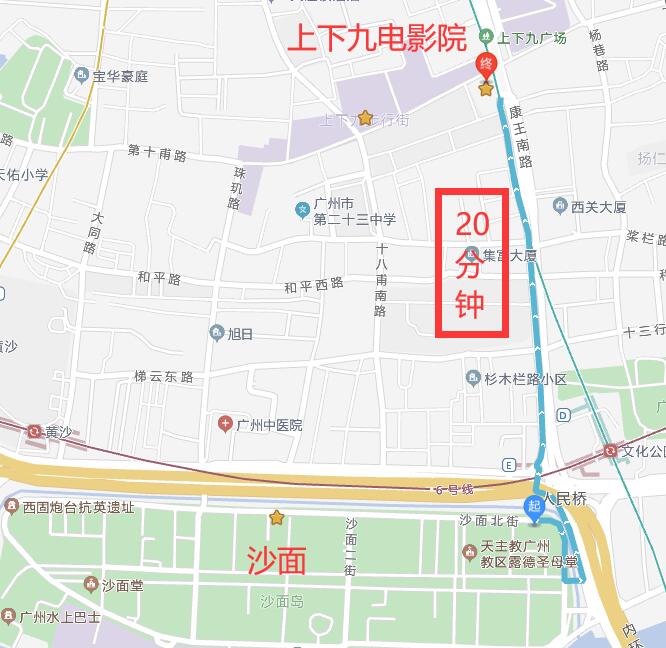 上下九电影院
上下九广场
杨巷路
终
宝华豪庭
上下九步行街
康王南路
第十甫路
天佑小学
珠玑路
扬仁
广州市
第二十三中学
大同路
西关大厦
20
分
钟
集富大厦
桨栏路
十八甫南路
和平路
和平西路
十三行
旭日
黄沙
梯云东路
杉木栏路小区
D
广州中医院
黄沙
文化公园
E
6号线
人民桥
起
西固炮台抗英遗址
沙面北街
沙面二街
天主教广州
教区露德圣母堂
沙面
沙面堂
沙面岛
广州水上巴士
内环